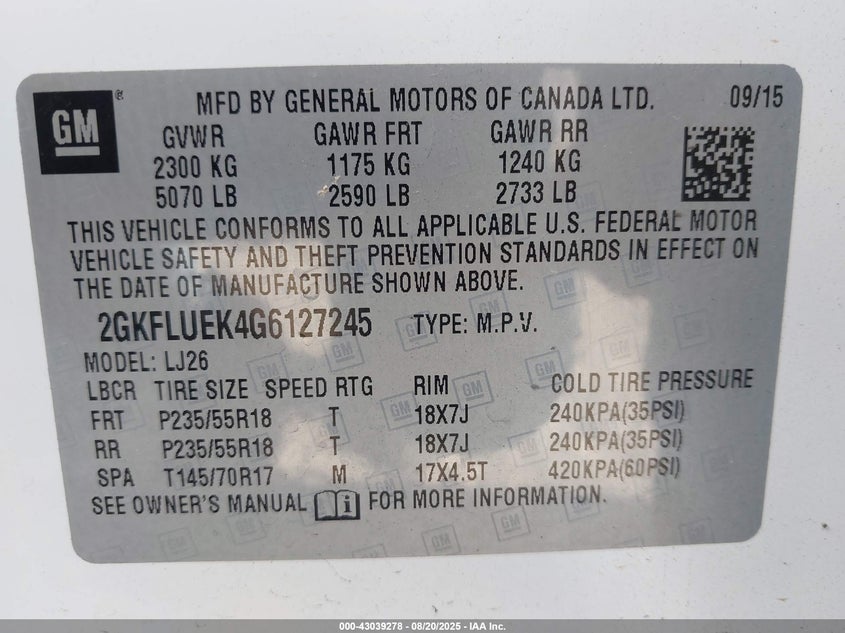 GM ®
MFD BY GENERAL MOTORS OF CANADA LTD. 09/15
GVWR GAWR FRT GAWR RR
2300 KG 1175 KG 1240 KG
5070 LB 2590 LB 2733 LB
THIS VEHICLE CONFORMS TO ALL APPLICABLE U.S. FEDERAL MOTOR
VEHICLE SAFETY AND THEFT PREVENTION STANDARDS IN EFFECT ON
THE DATE OF MANUFACTURE SHOWN ABOVE.
2GKFLUEK4G6127245 TYPE: M.P.V.
MODEL: LJ26
LBCR TIRE SIZE SPEED RTG RIM COLD TIRE PRESSURE
FRT P235/55R18 T 18X7J 240KPA(35PSI)
RR P235/55R18 T 18X7J 240KPA(35PSI)
SPA T145/70R17 M 17X4.5T 420KPA(60PSI)
SEE OWNER'S MANUAL i FOR MORE INFORMATION.
000-43039278 - 08/20/2025 - IAA Inc.